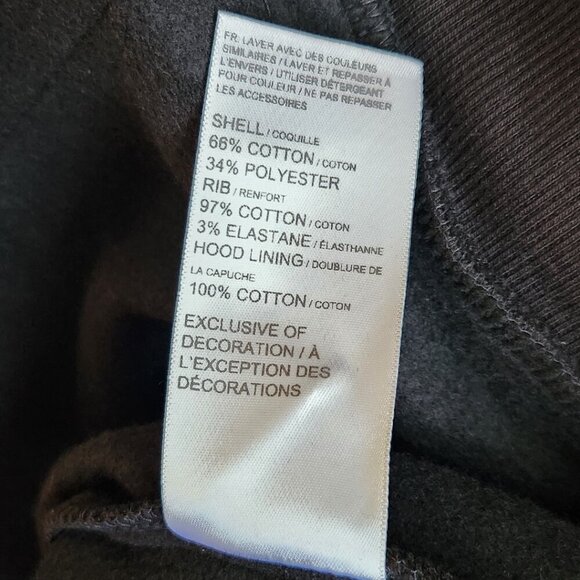 FR: LAVER AVEC DES COULEURS
SIMILAIRES / LAVER ET REPASSER À
L'ENVERS / UTILISER DÉTERGEANT
POUR COULEUR / NE PAS REPASSER
LES ACCESSOIRES
SHELL / COQUILLE
66% COTTON / COTON
34% POLYESTER
RIB / RENFORT
97% COTTON / COTON
3% ELASTANE / ÉLASTHANNE
HOOD LINING / DOUBLURE DE
LA CAPUCHE
100% COTTON / COTON
EXCLUSIVE OF
DECORATION / À
L'EXCEPTION DES
DÉCORATIONS